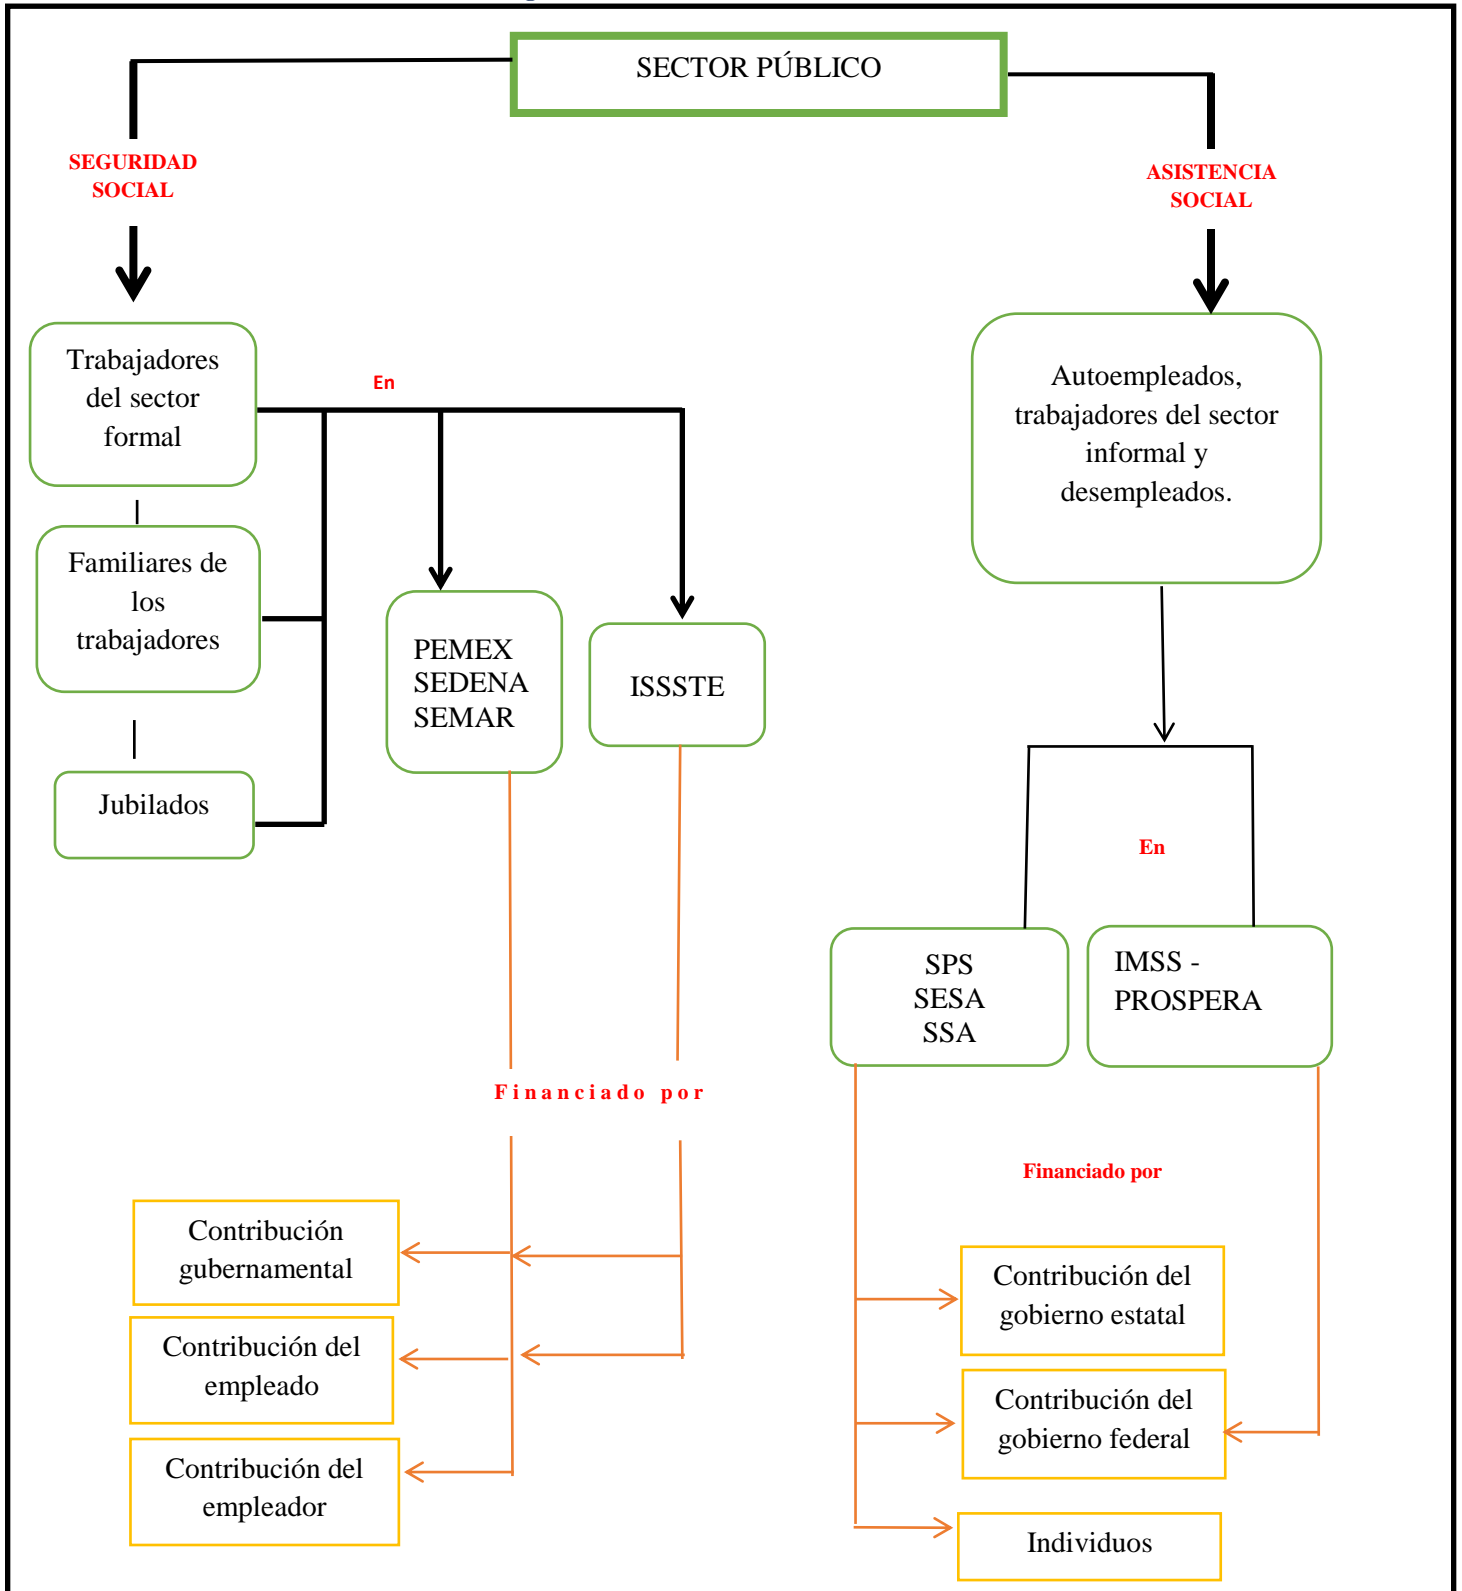 SECTOR PÚBLICO
SEGURIDAD
SOCIAL
ASISTENCIA
SOCIAL
Trabajadores
del sector
formal
En
Autoempleados,
trabajadores del sector
informal y
desempleados.
Familiares de
los
trabajadores
PEMEX
SEDENA
SEMAR
ISSSTE
Jubilados
En
SPS
SESA
SSA
IMSS -
PROSPERA
Financiado por
Financiado por
Contribución
gubernamental
Contribución del
empleado
Contribución del
empleador
Contribución del
gobierno estatal
Contribución del
gobierno federal
Individuos